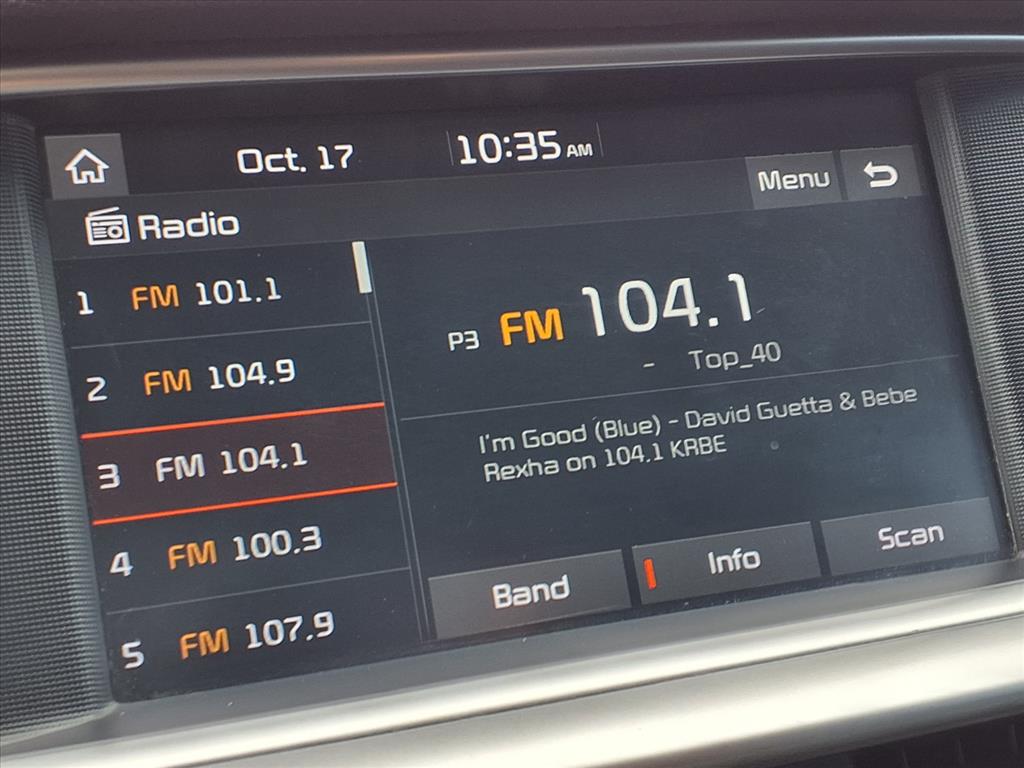 Oct. 17
10:35 AM
Menu
Radio
1 FM 101.1
2 FM 104.9
3 FM 104.1
4 FM 100.3
5 FM 107.9
P3 FM 104.1
- Top_40
I'm Good (Blue) - David Guetta & Bebe
Rexha on 104.1 KRBE
Band
Info
Scan